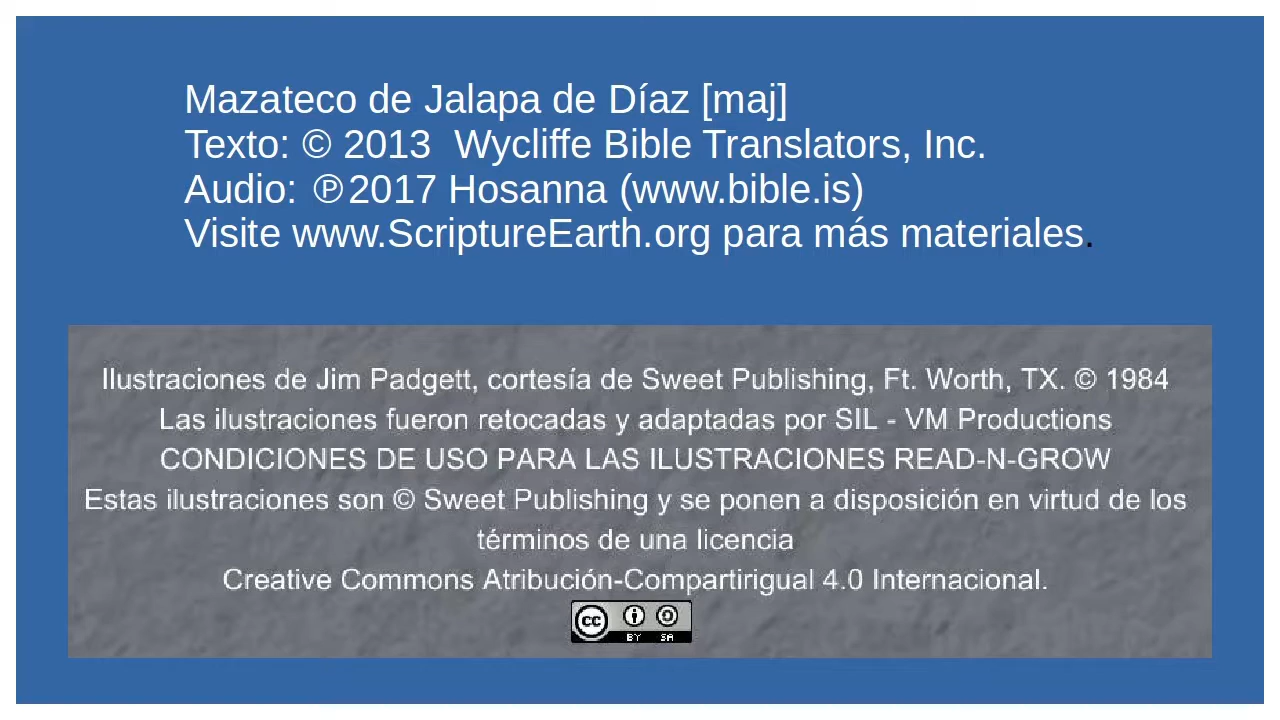 Mazateco de Jalapa de Díaz [maj]
Texto: © 2013  Wycliffe Bible Translators, Inc.
Audio: ℗2017 Hosanna (www.bible.is)
Visite www.ScriptureEarth.org para más materiales.
Ilustraciones de Jim Padgett, cortesía de Sweet Publishing, Ft. Worth, TX. © 1984
Las ilustraciones fueron retocadas y adaptadas por SIL - VM Productions
CONDICIONES DE USO PARA LAS ILUSTRACIONES READ-N-GROW
Estas ilustraciones son © Sweet Publishing y se ponen a disposición en virtud de los
términos de una licencia
Creative Commons Atribución-Compartirigual 4.0 Internacional.
cc BY SA